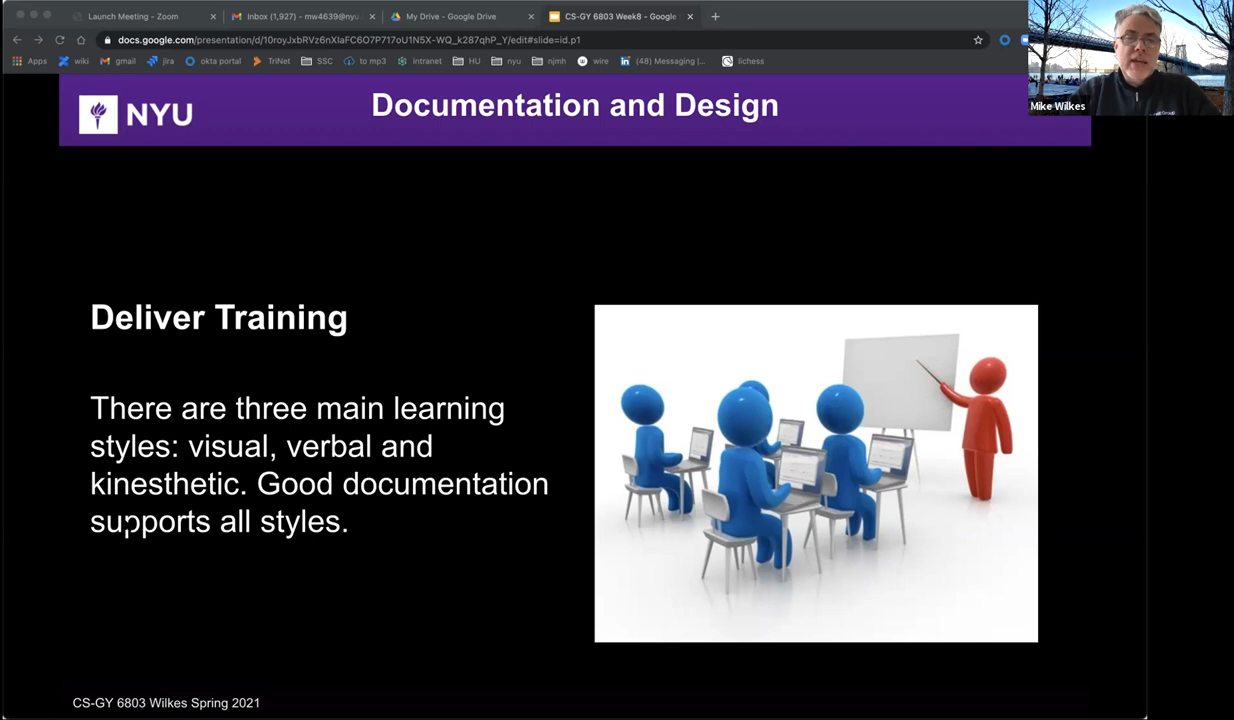 Launch Meeting - Zoom
Inbox (1,927) - mw4639@nyu
My Drive - Google Drive
CS-GY 6803 Week8 - Google
docs.google.com/presentation/d/10royJxbRVz6nXlaFC6O7P717oU1N5X-WQ_k287qhP_Y/edit#slide=id.p1
Apps wiki gmail jira okta portal TriNet SSC to mp3 intranet HU nyu njmh wire (48) Messaging |... lichess
Mike Wilkes
NYU
Documentation and Design
Deliver Training
There are three main learning
styles: visual, verbal and
kinesthetic. Good documentation
supports all styles.
CS-GY 6803 Wilkes Spring 2021